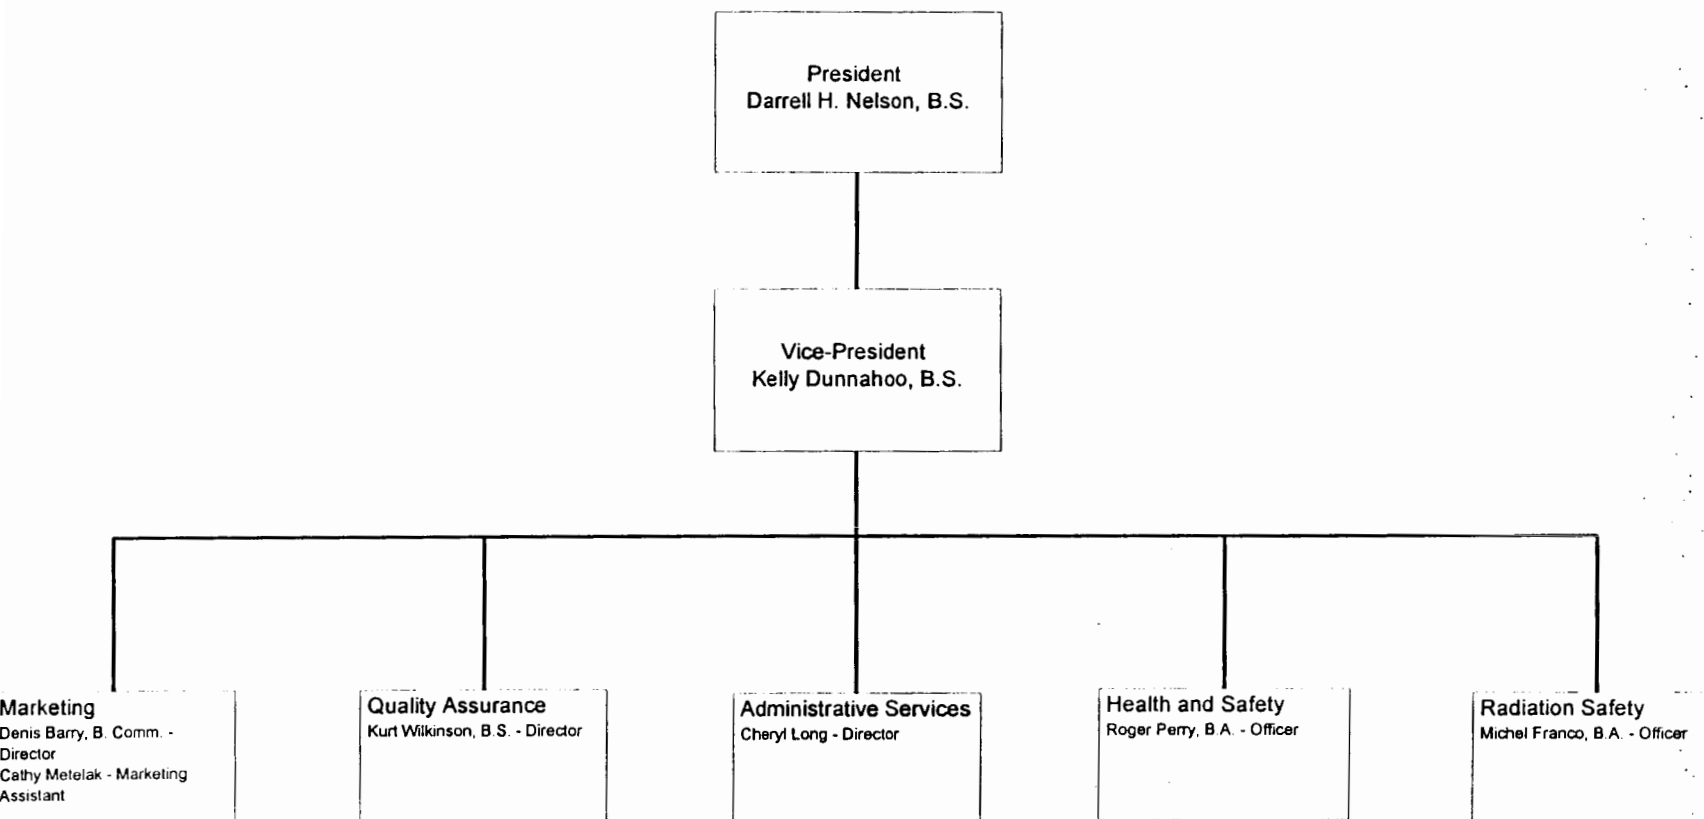 President
Darrell H. Nelson, B.S.
Vice-President
Kelly Dunnahoo, B.S.
Marketing
Denis Barry, B. Comm. -
Director
Cathy Metelak - Marketing
Assistant
Quality Assurance
Kurt Wilkinson, B.S. - Director
Administrative Services
Cheryl Long - Director
Health and Safety
Roger Perry, B.A. - Officer
Radiation Safety
Michel Franco, B.A. - Officer